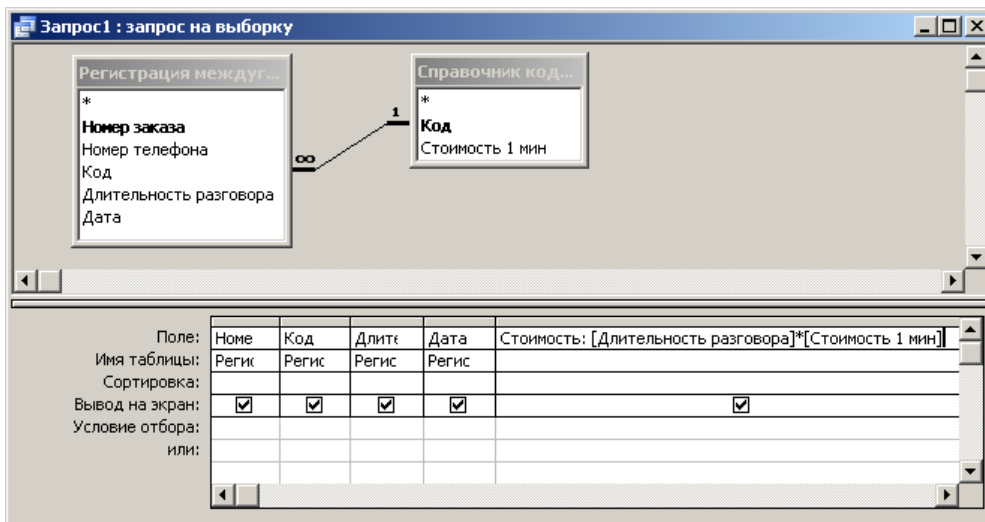 Запрос1 : запрос на выборку
Регистрация междуг...
*
Номер заказа
Номер телефона
Код
Длительность разговора
Дата
∞
1
Справочник код...
*
Код
Стоимость 1 мин
Поле: Номе Код Длите Дата Стоимость: [Длительность разговора]*[Стоимость 1 мин]
Имя таблицы: Регис Регис Регис Регис
Сортировка:
Вывод на экран:
Условие отбора:
или: